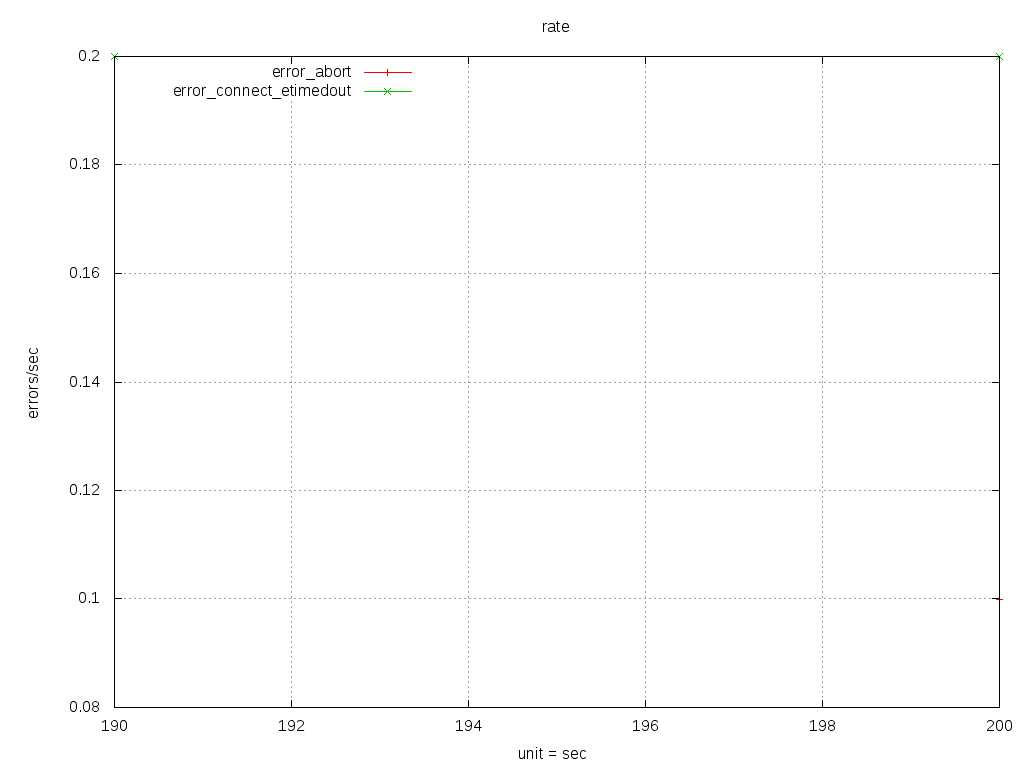 rate
error_abort
error_connect_etimedout
0.2
0.18
0.16
0.14
0.12
0.1
0.08
errors/sec
190 192 194 196 198 200
unit = sec